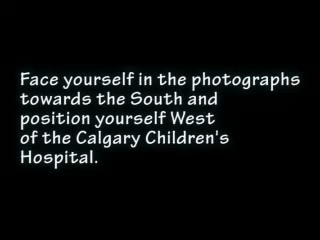 Face yourself in the photographs
towards the South and
position yourself West
of the Calgary Children's
Hospital.